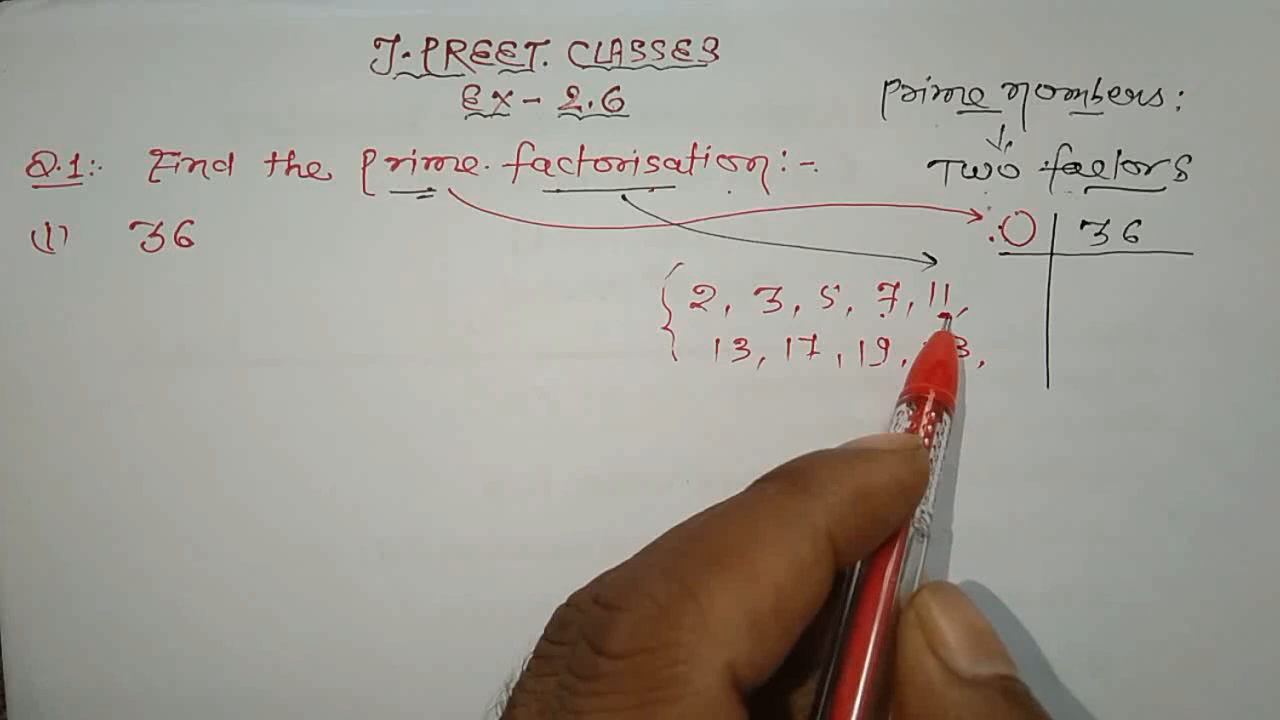 J. PREET. CLASSES
Ex - 2.6
Prime numbers:
Two factors
Q.1:- Find the prime factorisation:-
(1) 36
36
{ 2, 3, 5, 7, 11,
13, 17, 19,